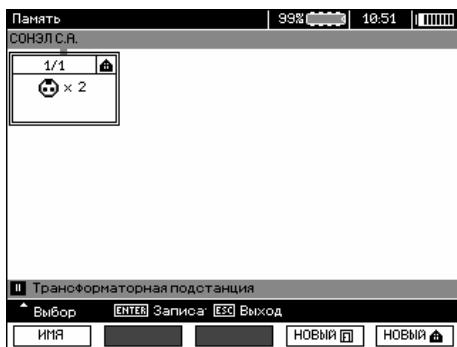 Память 99% 10:51
СОНЭЛ С.А.
1/1
× 2
Трансформаторная подстанция
Выбор ENTER Записа ESC Выход
ИМЯ НОВЫЙ НОВЫЙ